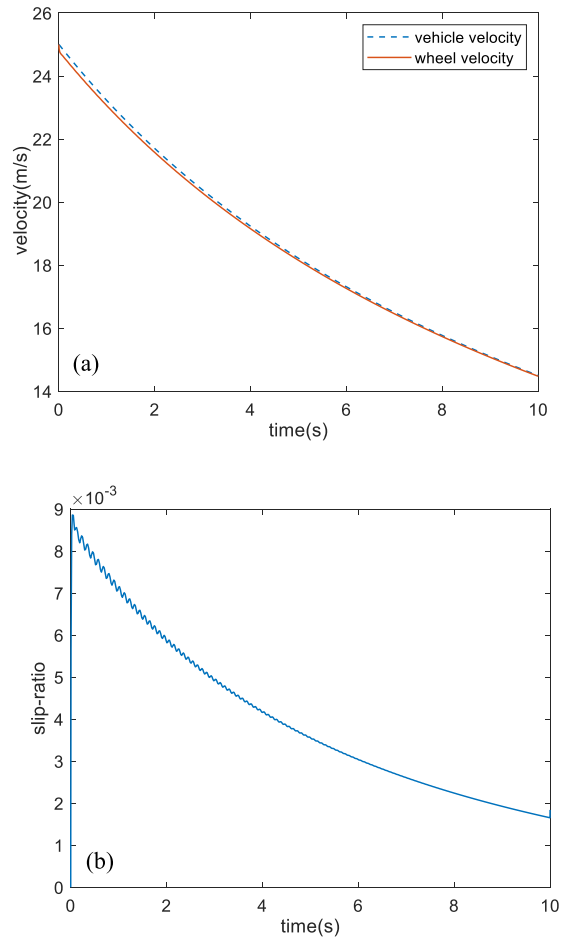 26
24
22
20
18
16
14
velocity(m/s)
vehicle velocity
wheel velocity
(a)
0 2 4 6 8 10
time(s)
×10-3
9
8
7
6
5
4
3
2
1
0
slip-ratio
(b)
0 2 4 6 8 10
time(s)